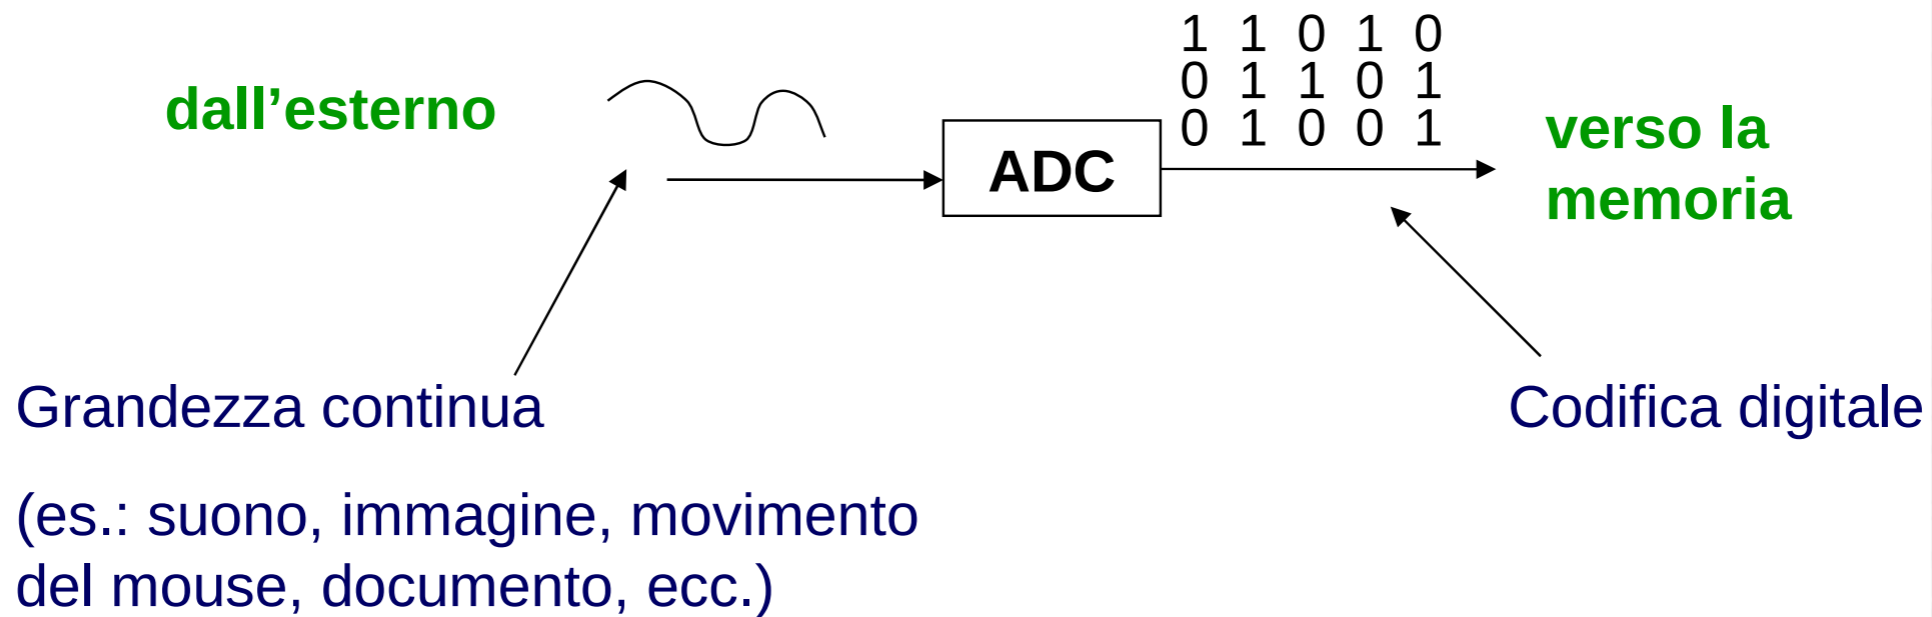 1 1 0 1 0
0 1 1 0 1
0 1 0 0 1
dall’esterno
ADC
verso la
memoria
Grandezza continua
Codifica digitale
(es.: suono, immagine, movimento
del mouse, documento, ecc.)